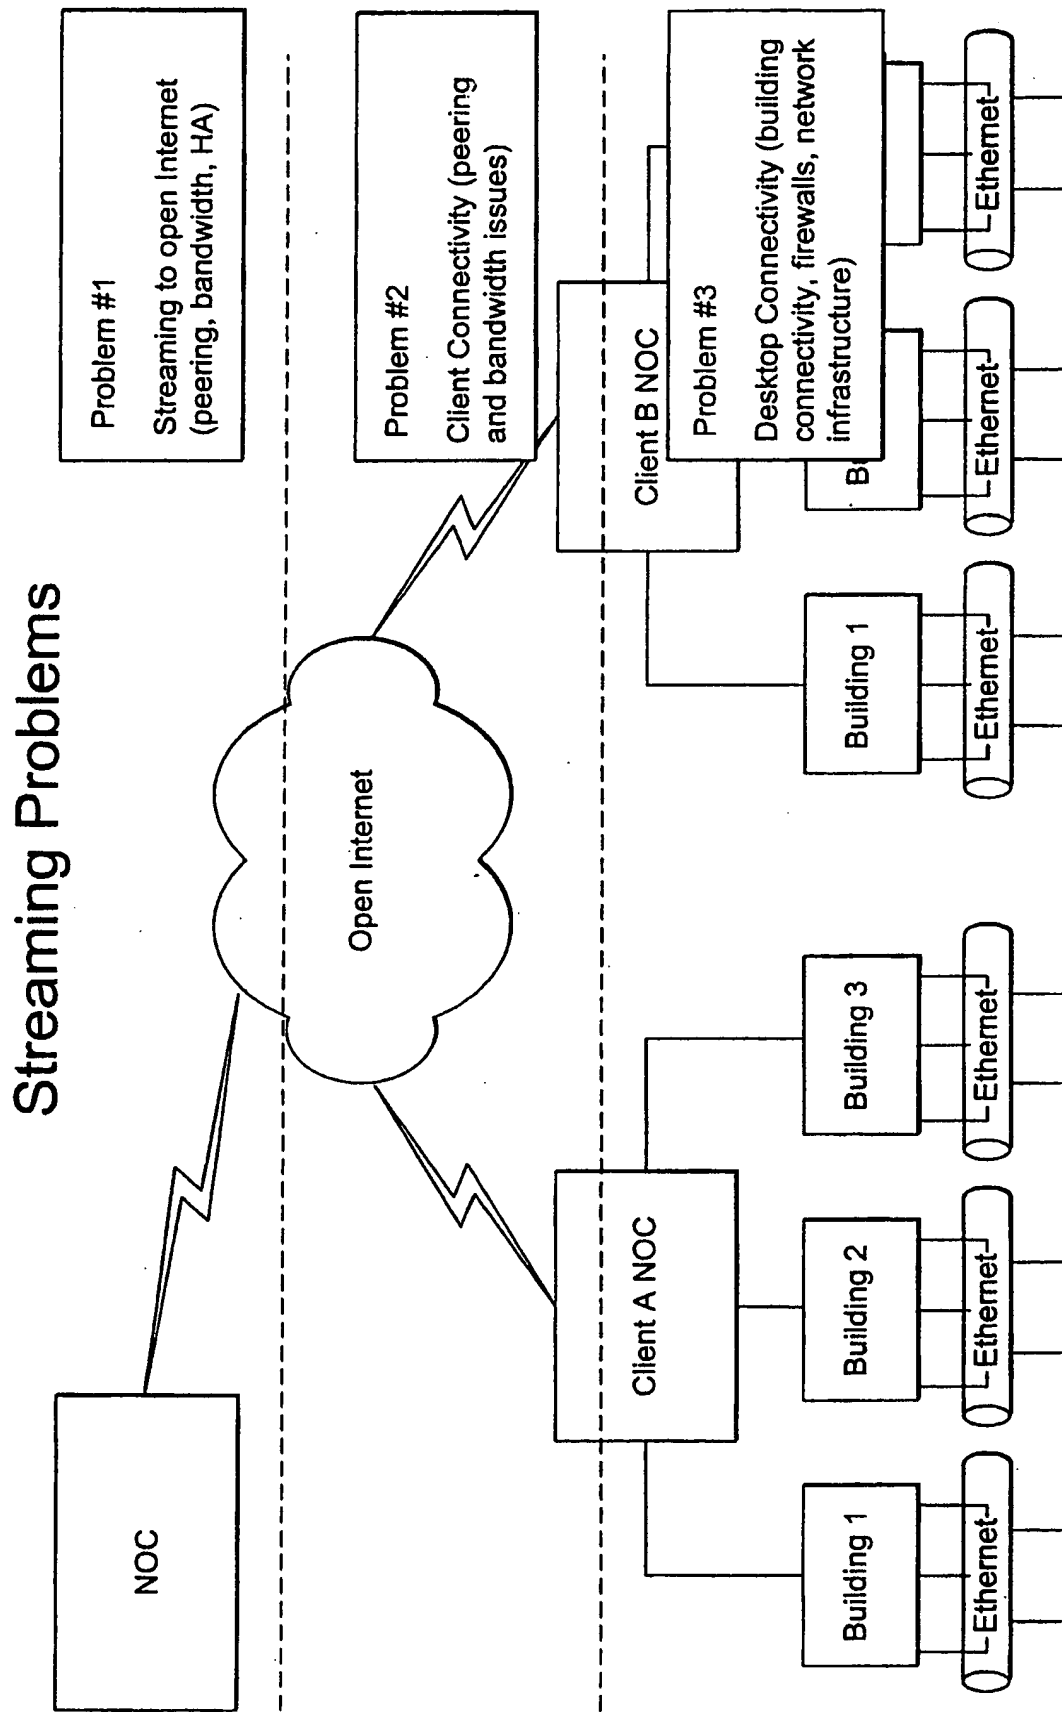 Streaming Problems
NOC
Problem #1
Streaming to open Internet
(peering, bandwidth, HA)
Open Internet
Problem #2
Client Connectivity (peering
and bandwidth issues)
Client A NOC
Client B NOC
Problem #3
Desktop Connectivity (building
connectivity, firewalls, network
infrastructure)
Building 1
Building 2
Building 3
Building 1
Bu
Ethernet
Ethernet
Ethernet
Ethernet
Ethernet
Ethernet